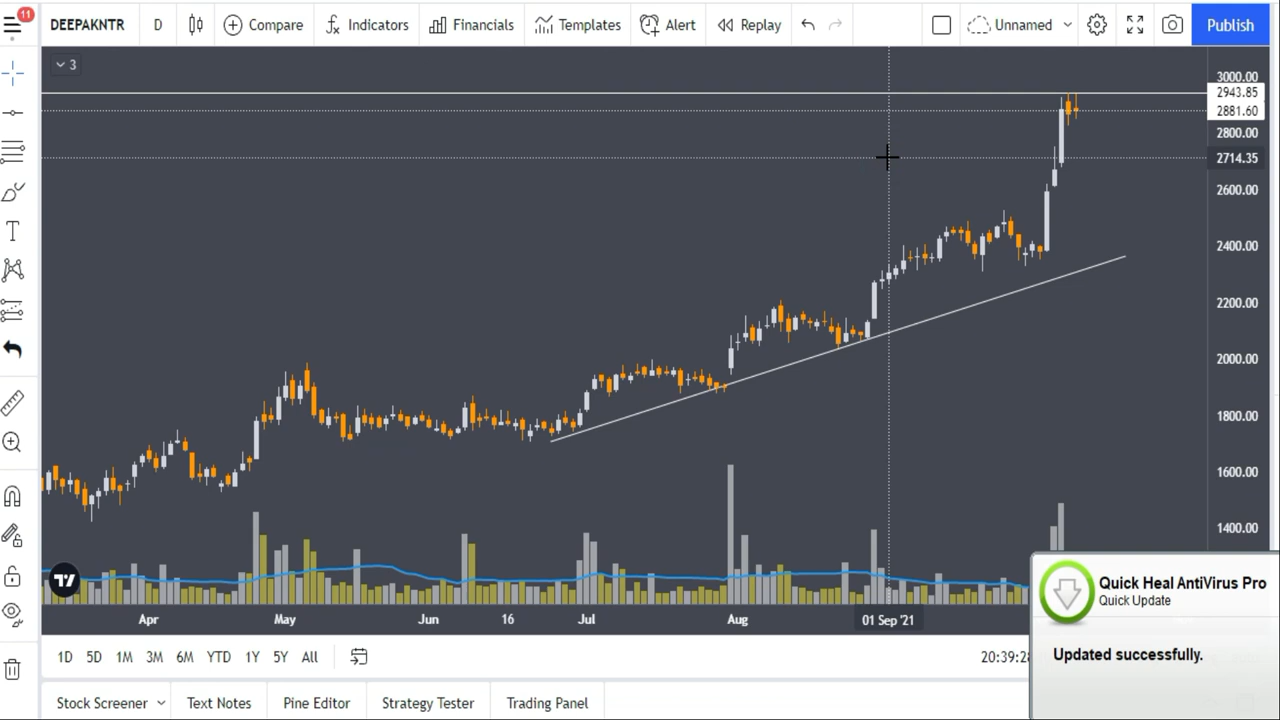 11
DEEPAKNTR
D
Compare
Indicators
Financials
Templates
Alert
Replay
Unnamed
Publish
3
3000.00
2943.85
2881.60
2800.00
2714.35
2600.00
2400.00
2200.00
2000.00
1800.00
1600.00
1400.00
T
Apr
May
Jun
16
Jul
Aug
01 Sep '21
1D
5D
1M
3M
6M
YTD
1Y
5Y
All
20:39:28
Quick Heal AntiVirus Pro
Quick Update
Updated successfully.
Stock Screener
Text Notes
Pine Editor
Strategy Tester
Trading Panel